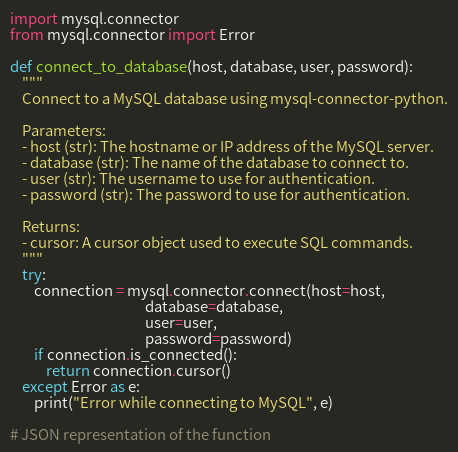 import mysql.connector
from mysql.connector import Error
def connect_to_database(host, database, user, password):
"""
Connect to a MySQL database using mysql-connector-python.
Parameters:
- host (str): The hostname or IP address of the MySQL server.
- database (str): The name of the database to connect to.
- user (str): The username to use for authentication.
- password (str): The password to use for authentication.
Returns:
- cursor: A cursor object used to execute SQL commands.
"""
try:
connection = mysql.connector.connect(host=host,
database=database,
user=user,
password=password)
if connection.is_connected():
return connection.cursor()
except Error as e:
print("Error while connecting to MySQL", e)
# JSON representation of the function